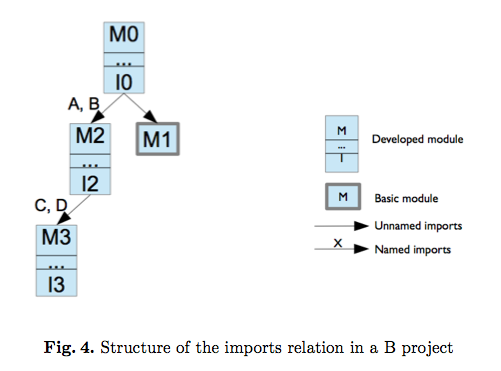 M0
...
I0
A, B
M2
...
I2
M1
C, D
M3
...
I3
M
...
I
Developed module
M
Basic module
Unnamed imports
X
Named imports
Fig. 4. Structure of the imports relation in a B project